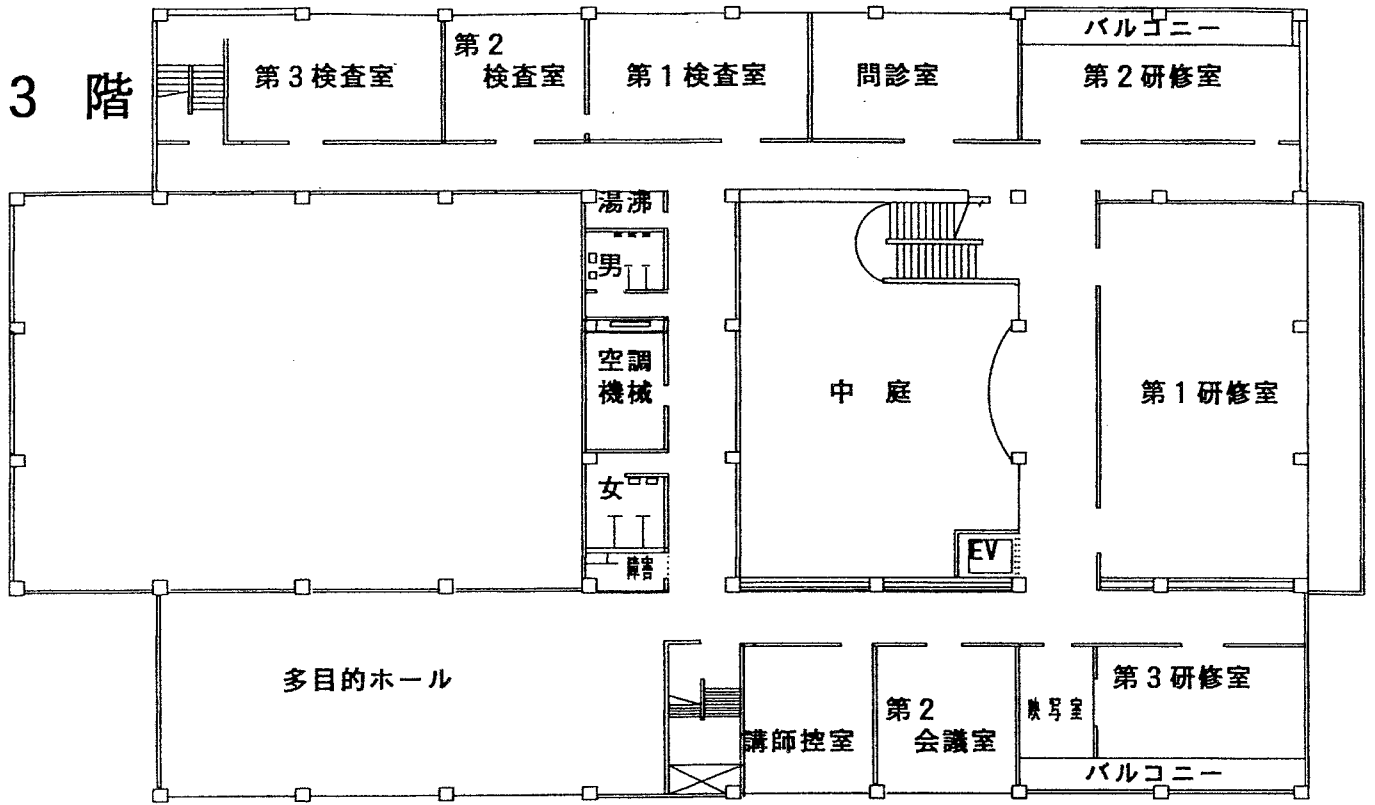 3 階
第3検査室
第2
検査室
第1検査室
問診室
バルコニー
第2研修室
湯沸
男
空調
機械
女
障害
中 庭
EV
第1研修室
多目的ホール
講師控室
第2
会議室
映写室
第3研修室
バルコニー